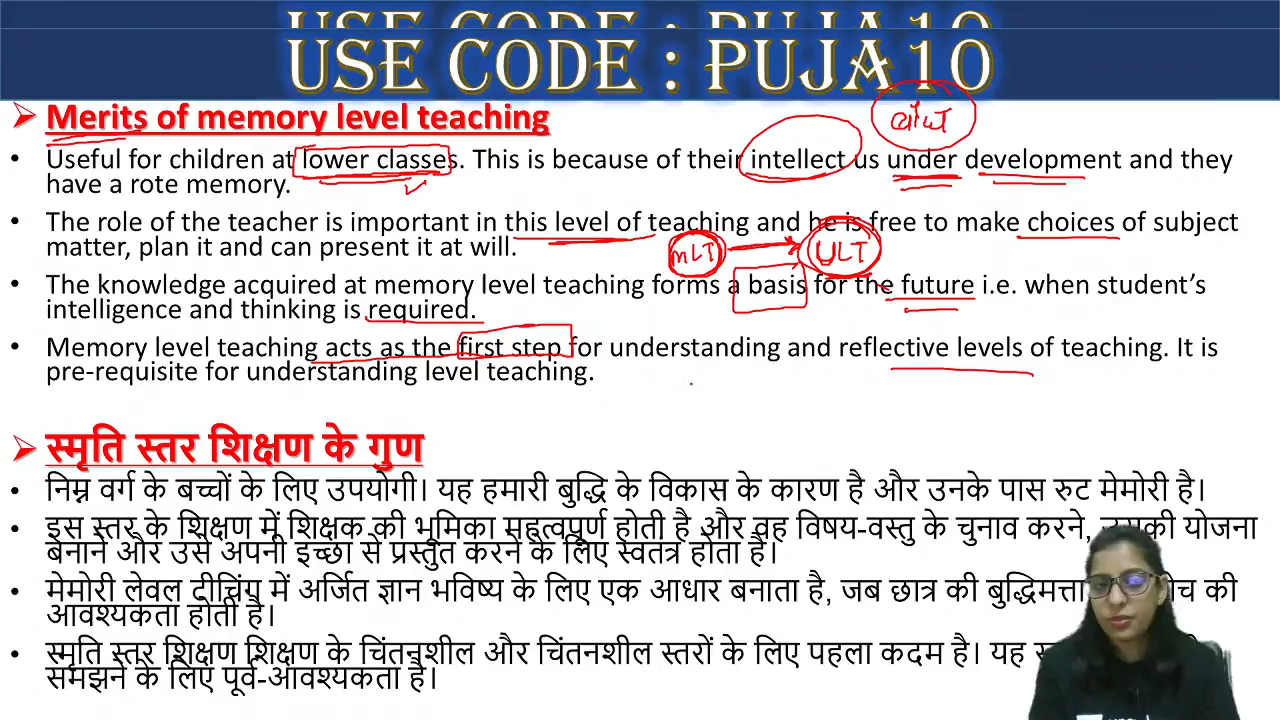 USE CODE : PUJA10
USE CODE : PUJA10
Merits of memory level teaching
• Useful for children at lower classes. This is because of their intellect us under development and they
have a rote memory.
• The role of the teacher is important in this level of teaching and he is free to make choices of subject
matter, plan it and can present it at will.
MLT ULT
• The knowledge acquired at memory level teaching forms a basis for the future i.e. when student's
intelligence and thinking is required.
• Memory level teaching acts as the first step for understanding and reflective levels of teaching. It is
pre-requisite for understanding level teaching.
स्मृति स्तर शिक्षण के गुण
• निम्न वर्ग के बच्चों के लिए उपयोगी। यह हमारी बुद्धि के विकास के कारण है और उनके पास रुट मेमोरी है।
• इस स्तर के शिक्षण में शिक्षक की भूमिका महत्वपूर्ण होती है और वह विषय-वस्तु के चुनाव करने, योजना
बनाने और उसे अपनी इच्छा से प्रस्तुत करने के लिए स्वतंत्र होता है।
• मेमोरी लेवल टीचिंग में अर्जित ज्ञान भविष्य के लिए एक आधार बनाता है, जब छात्र की बुद्धिमत्ता की
आवश्यकता होती है।
• स्मृति स्तर शिक्षण शिक्षण के चिंतनशील और चिंतनशील स्तरों के लिए पहला कदम है। यह
समझने के लिए पूर्व-आवश्यकता है।